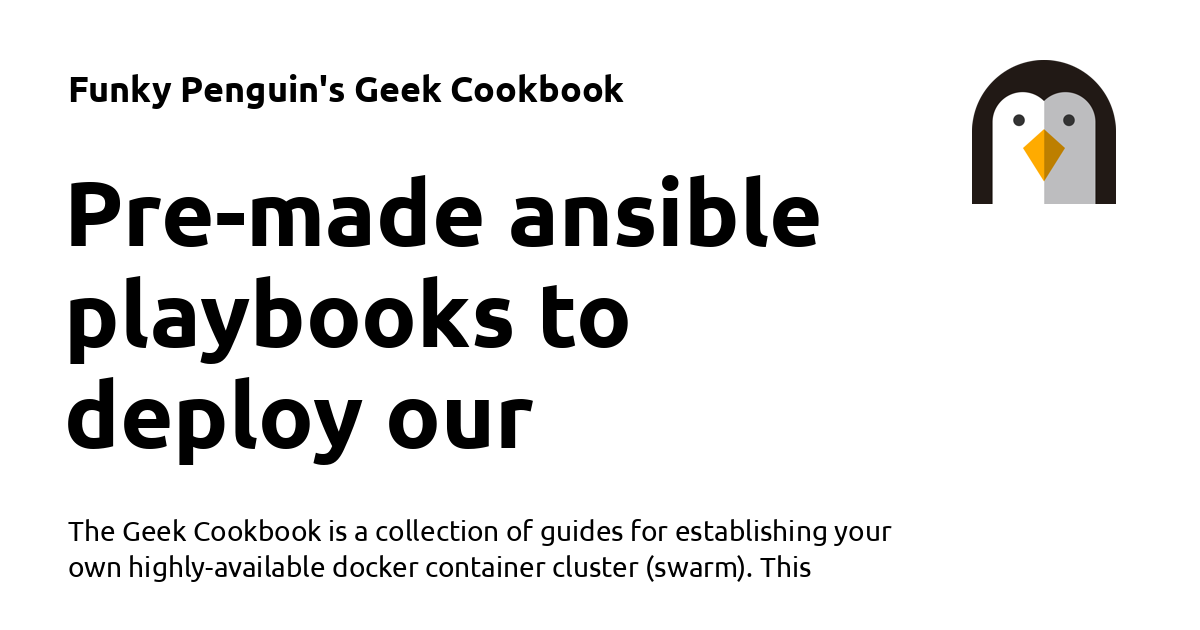 Funky Penguin's Geek Cookbook
Pre-made ansible
playbooks to
deploy our
The Geek Cookbook is a collection of guides for establishing your
own highly-available docker container cluster (swarm). This